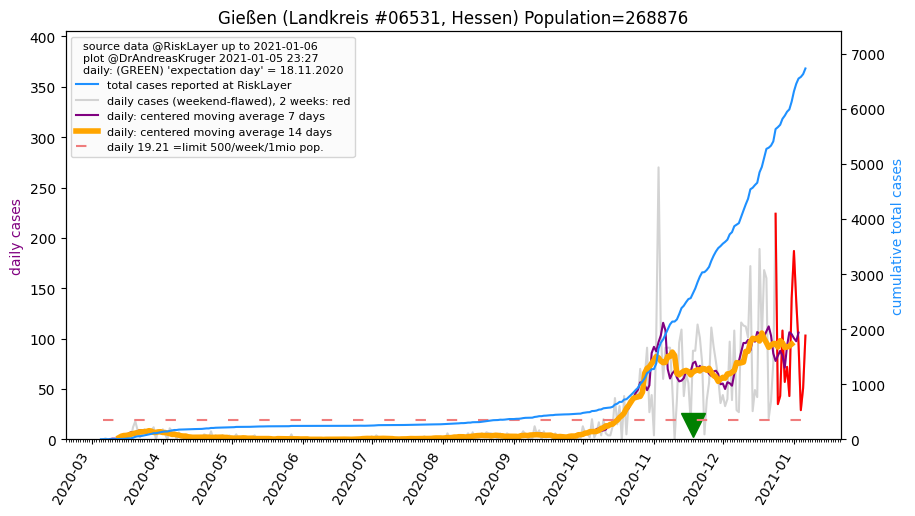 Gießen (Landkreis #06531, Hessen) Population=268876
source data @RiskLayer up to 2021-01-06
plot @DrAndreasKruger 2021-01-05 23:27
daily: (GREEN) 'expectation day' = 18.11.2020
total cases reported at RiskLayer
daily cases (weekend-flawed), 2 weeks: red
daily: centered moving average 7 days
daily: centered moving average 14 days
daily 19.21 =limit 500/week/1mio pop.
daily cases
400
350
300
250
200
150
100
50
0
cumulative total cases
7000
6000
5000
4000
3000
2000
1000
0
2020-03
2020-04
2020-05
2020-06
2020-07
2020-08
2020-09
2020-10
2020-11
2020-12
2021-01